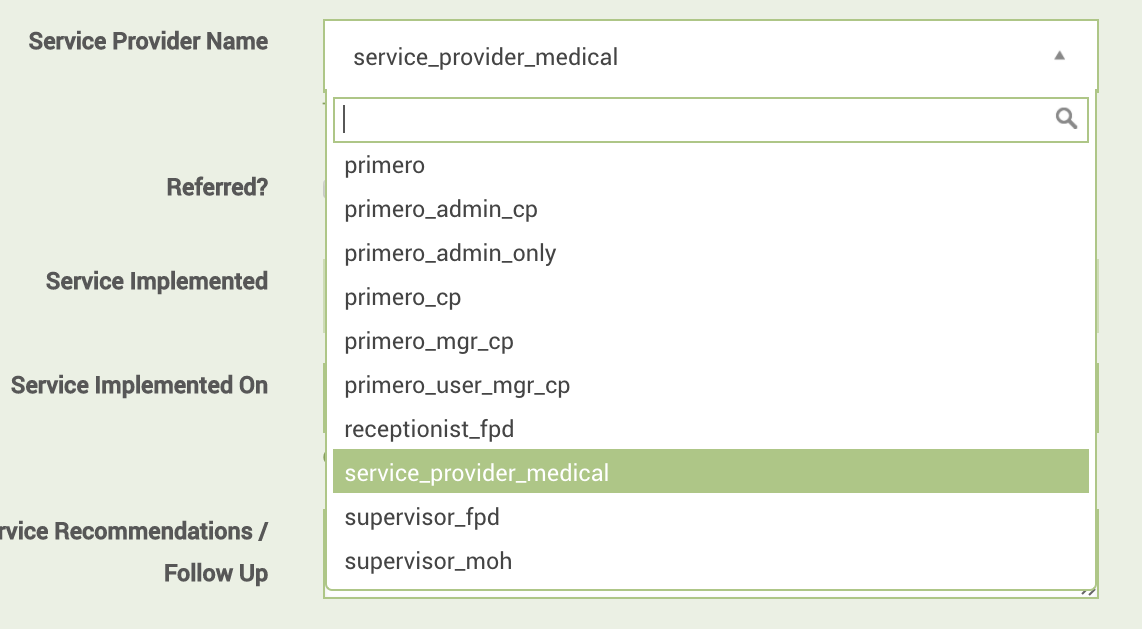 Service Provider Name
service_provider_medical
primero
Referred?
primero_admin_cp
primero_admin_only
Service Implemented
primero_cp
primero_mgr_cp
Service Implemented On
primero_user_mgr_cp
receptionist_fpd
service_provider_medical
supervisor_fpd
rvice Recommendations /
Follow Up
supervisor_moh